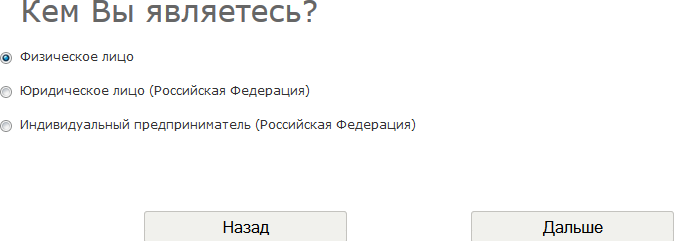 Кем Вы являетесь?
Физическое лицо
Юридическое лицо (Российская Федерация)
Индивидуальный предприниматель (Российская Федерация)
Назад Дальше